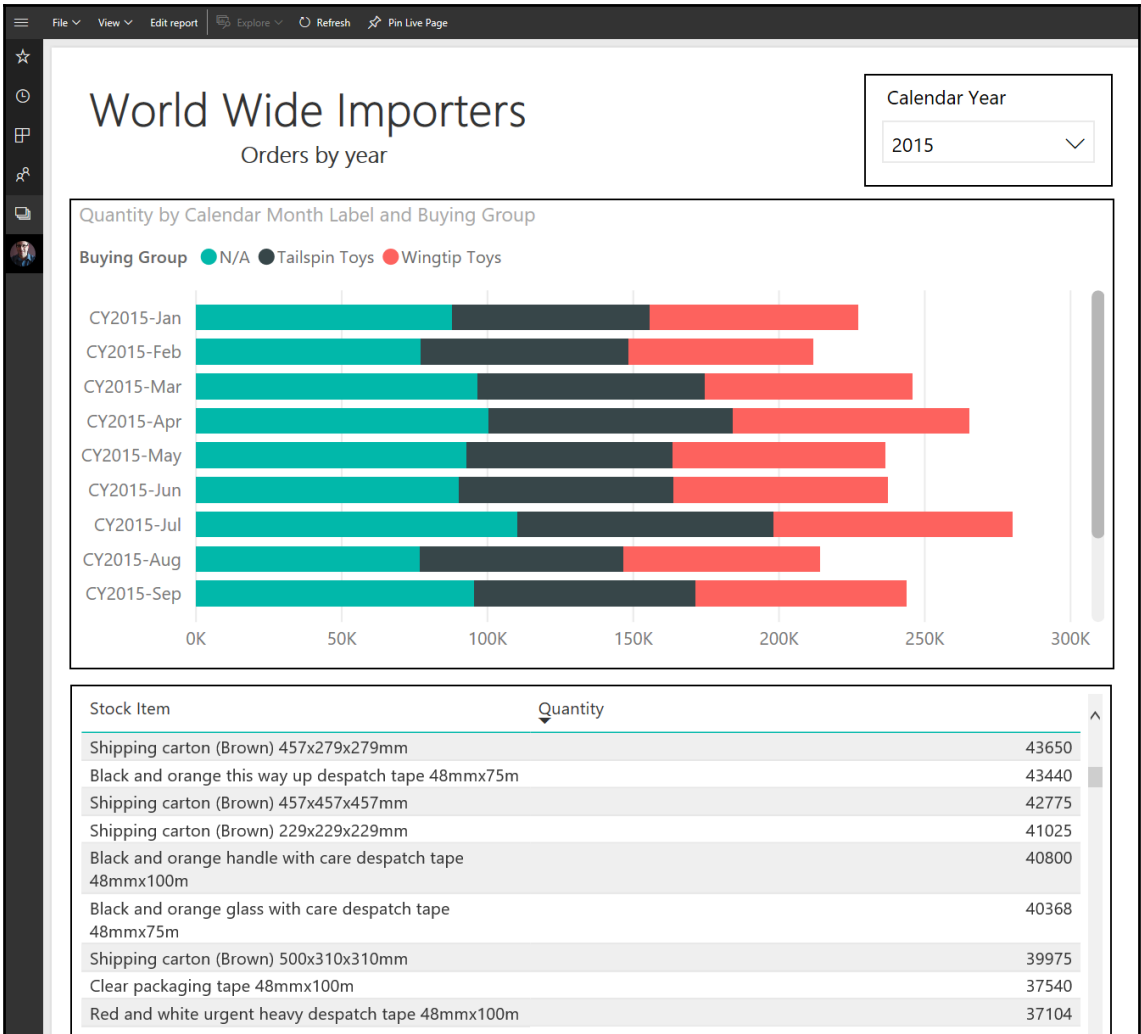 File View Edit report Explore Refresh Pin Live Page
World Wide Importers
Orders by year
Calendar Year
2015
Quantity by Calendar Month Label and Buying Group
Buying Group N/A Tailspin Toys Wingtip Toys
CY2015-Jan
CY2015-Feb
CY2015-Mar
CY2015-Apr
CY2015-May
CY2015-Jun
CY2015-Jul
CY2015-Aug
CY2015-Sep
0K 50K 100K 150K 200K 250K 300K
Stock Item Quantity
Shipping carton (Brown) 457x279x279mm 43650
Black and orange this way up despatch tape 48mmx75m 43440
Shipping carton (Brown) 457x457x457mm 42775
Shipping carton (Brown) 229x229x229mm 41025
Black and orange handle with care despatch tape 40800
48mmx100m
Black and orange glass with care despatch tape 40368
48mmx75m
Shipping carton (Brown) 500x310x310mm 39975
Clear packaging tape 48mmx100m 37540
Red and white urgent heavy despatch tape 48mmx100m 37104